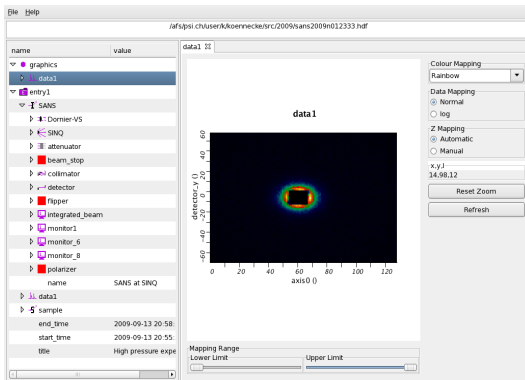 File Help
/afs/psi.ch/user/k/koennecke/src/2009/sans2009n012333.hdf
name value
graphics
data1
entry1
SANS
Dornier-VS
SINQ
attenuator
beam_stop
collimator
detector
flipper
integrated_beam
monitor1
monitor_6
monitor_8
polarizer
name SANS at SINQ
data1
sample
end_time 2009-09-13 20:58:
start_time 2009-09-13 20:55:
title High pressure expe
data1
data1
detector_y ()
60
40
20
0
-20
-40
-60
0 20 40 60 80 100 120
axis0 ()
Mapping Range
Lower Limit Upper Limit
Colour Mapping
Rainbow
Data Mapping
Normal
log
Z Mapping
Automatic
Manual
x,y,I
14,98,12
Reset Zoom
Refresh